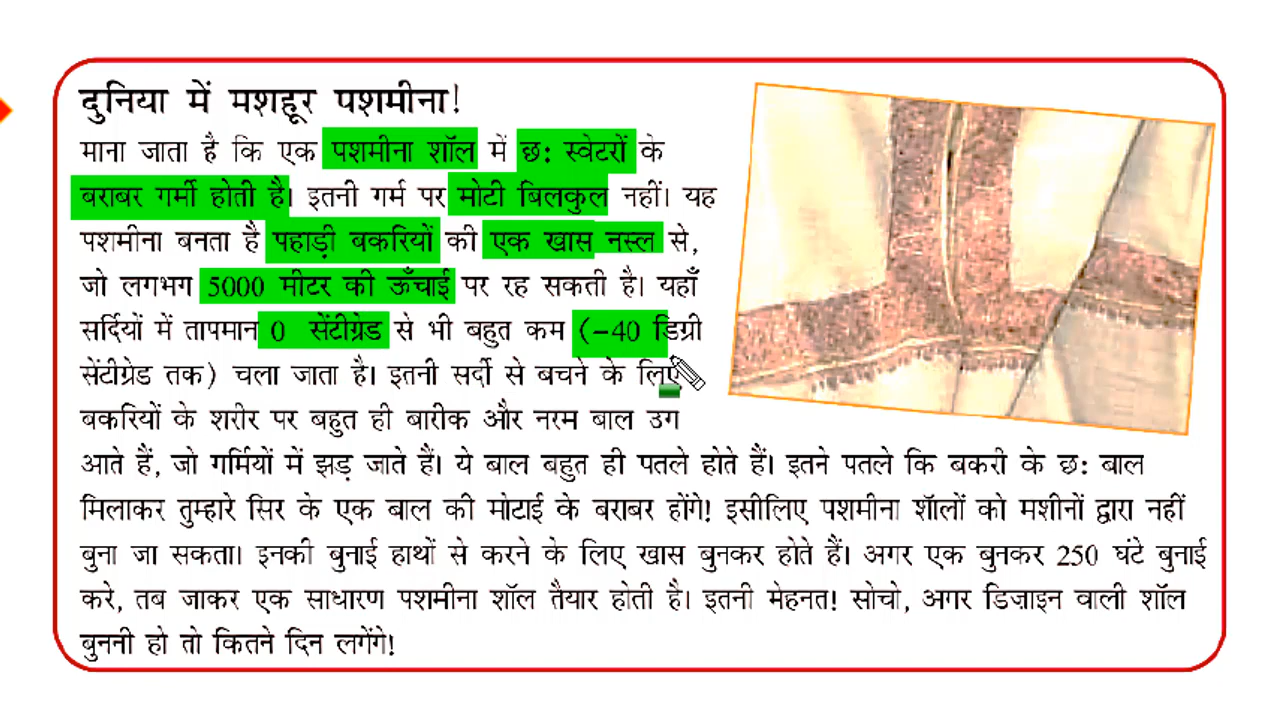 दुनिया में मशहूर पशमीना!
माना जाता है कि एक पशमीना शॉल में छः स्वेटरों के
बराबर गर्मी होती है। इतनी गर्म पर मोटी बिलकुल नहीं। यह
पशमीना बनता है पहाड़ी बकरियों की एक खास नस्ल से,
जो लगभग 5000 मीटर की ऊँचाई पर रह सकती है। यहाँ
सर्दियों में तापमान 0 सेंटीग्रेड से भी बहुत कम (–40 डिग्री
सेंटीग्रेड तक) चला जाता है। इतनी सर्दी से बचने के लिए
बकरियों के शरीर पर बहुत ही बारीक और नरम बाल उग
आते हैं, जो गर्मियों में झड़ जाते हैं। ये बाल बहुत ही पतले होते हैं। इतने पतले कि बकरी के छः बाल
मिलाकर तुम्हारे सिर के एक बाल की मोटाई के बराबर होंगे! इसीलिए पशमीना शॉलों को मशीनों द्वारा नहीं
बुना जा सकता। इनकी बुनाई हाथों से करने के लिए खास बुनकर होते हैं। अगर एक बुनकर 250 घंटे बुनाई
करे, तब जाकर एक साधारण पशमीना शॉल तैयार होती है। इतनी मेहनत! सोचो, अगर डिज़ाइन वाली शॉल
बुननी हो तो कितने दिन लगेंगे!